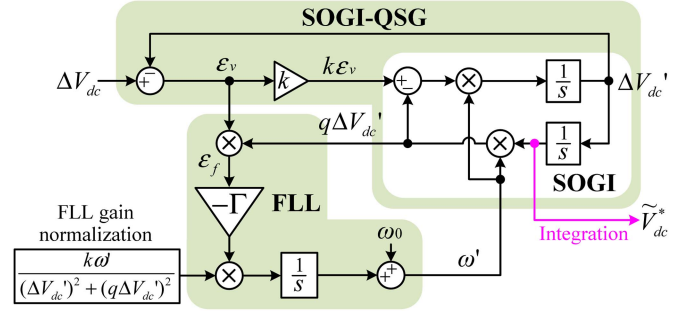 SOGI-QSG
ΔV_dc
−
ε_v
k
kε_v
−
×
1/s
ΔV_dc'
×
qΔV_dc'
×
1/s
SOGI
ε_f
−Γ
FLL
Integration
Ṽ*_dc
FLL gain
normalization
kω'
(ΔV_dc')² + (qΔV_dc')²
×
1/s
ω₀
+
+
ω'